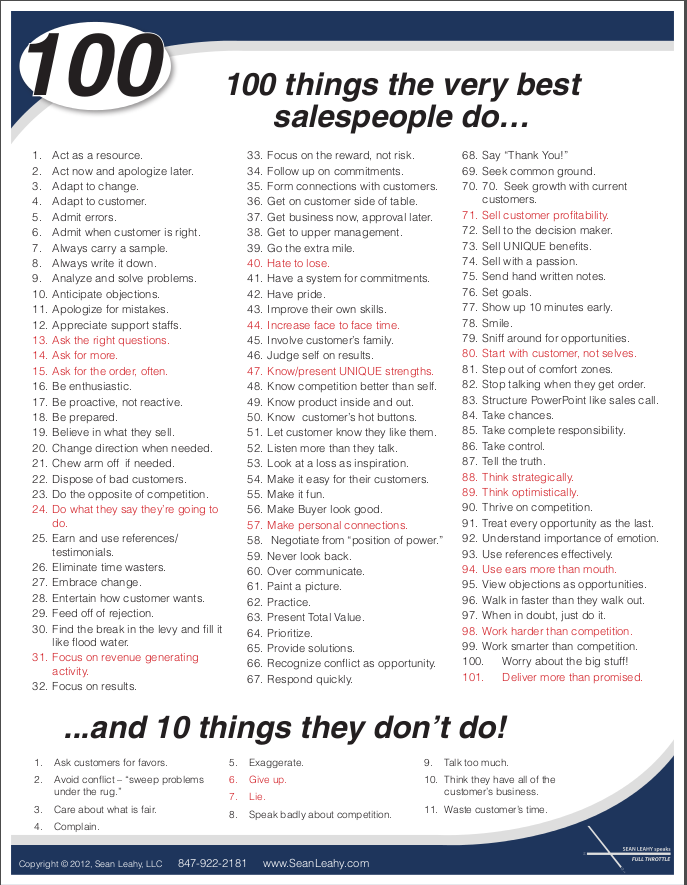 100
100 things the very best
salespeople do…
1. Act as a resource.
2. Act now and apologize later.
3. Adapt to change.
4. Adapt to customer.
5. Admit errors.
6. Admit when customer is right.
7. Always carry a sample.
8. Always write it down.
9. Analyze and solve problems.
10. Anticipate objections.
11. Apologize for mistakes.
12. Appreciate support staffs.
13. Ask the right questions.
14. Ask for more.
15. Ask for the order, often.
16. Be enthusiastic.
17. Be proactive, not reactive.
18. Be prepared.
19. Believe in what they sell.
20. Change direction when needed.
21. Chew arm off if needed.
22. Dispose of bad customers.
23. Do the opposite of competition.
24. Do what they say they're going to
do.
25. Earn and use references/
testimonials.
26. Eliminate time wasters.
27. Embrace change.
28. Entertain how customer wants.
29. Feed off of rejection.
30. Find the break in the levy and fill it
like flood water.
31. Focus on revenue generating
activity.
32. Focus on results.
33. Focus on the reward, not risk.
34. Follow up on commitments.
35. Form connections with customers.
36. Get on customer side of table.
37. Get business now, approval later.
38. Get to upper management.
39. Go the extra mile.
40. Hate to lose.
41. Have a system for commitments.
42. Have pride.
43. Improve their own skills.
44. Increase face to face time.
45. Involve customer's family.
46. Judge self on results.
47. Know/present UNIQUE strengths.
48. Know competition better than self.
49. Know product inside and out.
50. Know customer's hot buttons.
51. Let customer know they like them.
52. Listen more than they talk.
53. Look at a loss as inspiration.
54. Make it easy for their customers.
55. Make it fun.
56. Make Buyer look good.
57. Make personal connections.
58. Negotiate from "position of power."
59. Never look back.
60. Over communicate.
61. Paint a picture.
62. Practice.
63. Present Total Value.
64. Prioritize.
65. Provide solutions.
66. Recognize conflict as opportunity.
67. Respond quickly.
68. Say "Thank You!"
69. Seek common ground.
70. 70. Seek growth with current
customers.
71. Sell customer profitability.
72. Sell to the decision maker.
73. Sell UNIQUE benefits.
74. Sell with a passion.
75. Send hand written notes.
76. Set goals.
77. Show up 10 minutes early.
78. Smile.
79. Sniff around for opportunities.
80. Start with customer, not selves.
81. Step out of comfort zones.
82. Stop talking when they get order.
83. Structure PowerPoint like sales call.
84. Take chances.
85. Take complete responsibility.
86. Take control.
87. Tell the truth.
88. Think strategically.
89. Think optimistically.
90. Thrive on competition.
91. Treat every opportunity as the last.
92. Understand importance of emotion.
93. Use references effectively.
94. Use ears more than mouth.
95. View objections as opportunities.
96. Walk in faster than they walk out.
97. When in doubt, just do it.
98. Work harder than competition.
99. Work smarter than competition.
100. Worry about the big stuff!
101. Deliver more than promised.
...and 10 things they don't do!
1. Ask customers for favors.
2. Avoid conflict – "sweep problems
under the rug."
3. Care about what is fair.
4. Complain.
5. Exaggerate.
6. Give up.
7. Lie.
8. Speak badly about competition.
9. Talk too much.
10. Think they have all of the
customer's business.
11. Waste customer's time.
Copyright © 2012, Sean Leahy, LLC 847-922-2181 www.SeanLeahy.com
SEAN LEAHY speaks
FULL THROTTLE